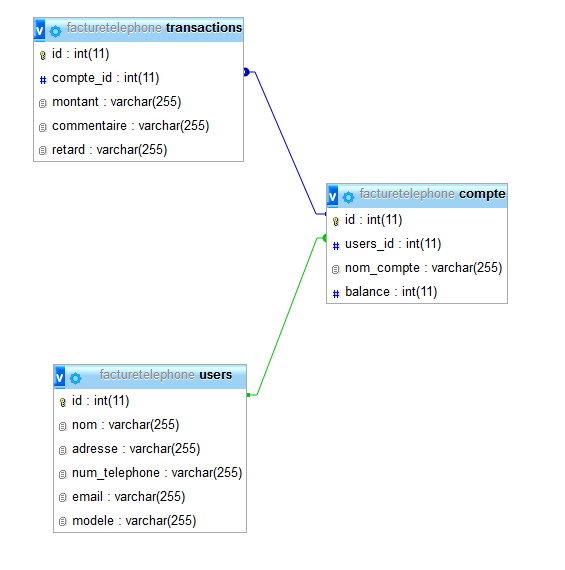 v facturetelephone transactions
id : int(11)
# compte_id : int(11)
montant : varchar(255)
commentaire : varchar(255)
retard : varchar(255)
v facturetelephone compte
id : int(11)
# users_id : int(11)
nom_compte : varchar(255)
# balance : int(11)
v facturetelephone users
id : int(11)
nom : varchar(255)
adresse : varchar(255)
num_telephone : varchar(255)
email : varchar(255)
modele : varchar(255)